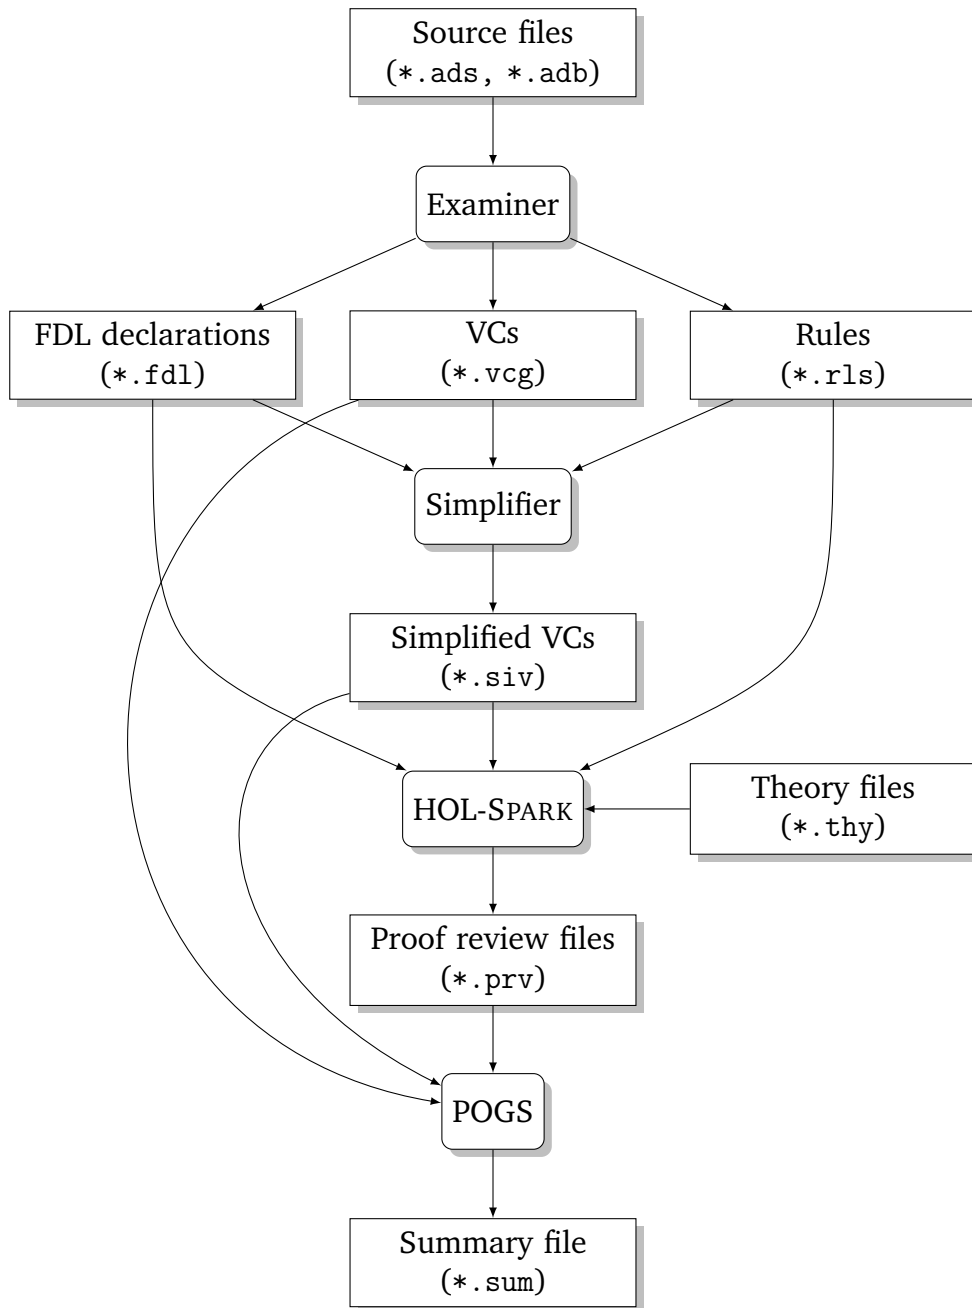 Source files
(*.ads, *.adb)
Examiner
FDL declarations
(*.fdl)
VCs
(*.vcg)
Rules
(*.rls)
Simplifier
Simplified VCs
(*.siv)
HOL-SPARK
Theory files
(*.thy)
Proof review files
(*.prv)
POGS
Summary file
(*.sum)